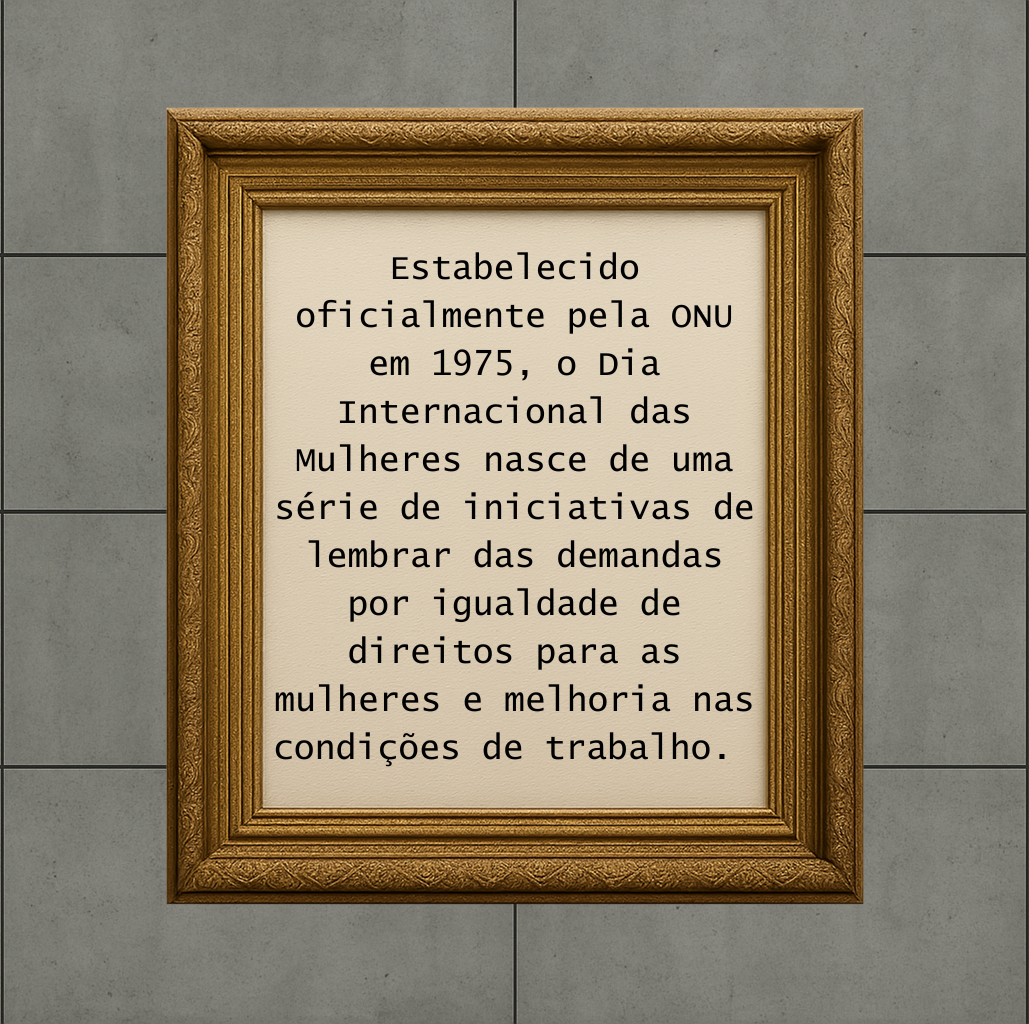 Estabelecido
oficialmente pela ONU
em 1975, o Dia
Internacional das
Mulheres nasce de uma
série de iniciativas de
lembrar das demandas
por igualdade de
direitos para as
mulheres e melhoria nas
condições de trabalho.